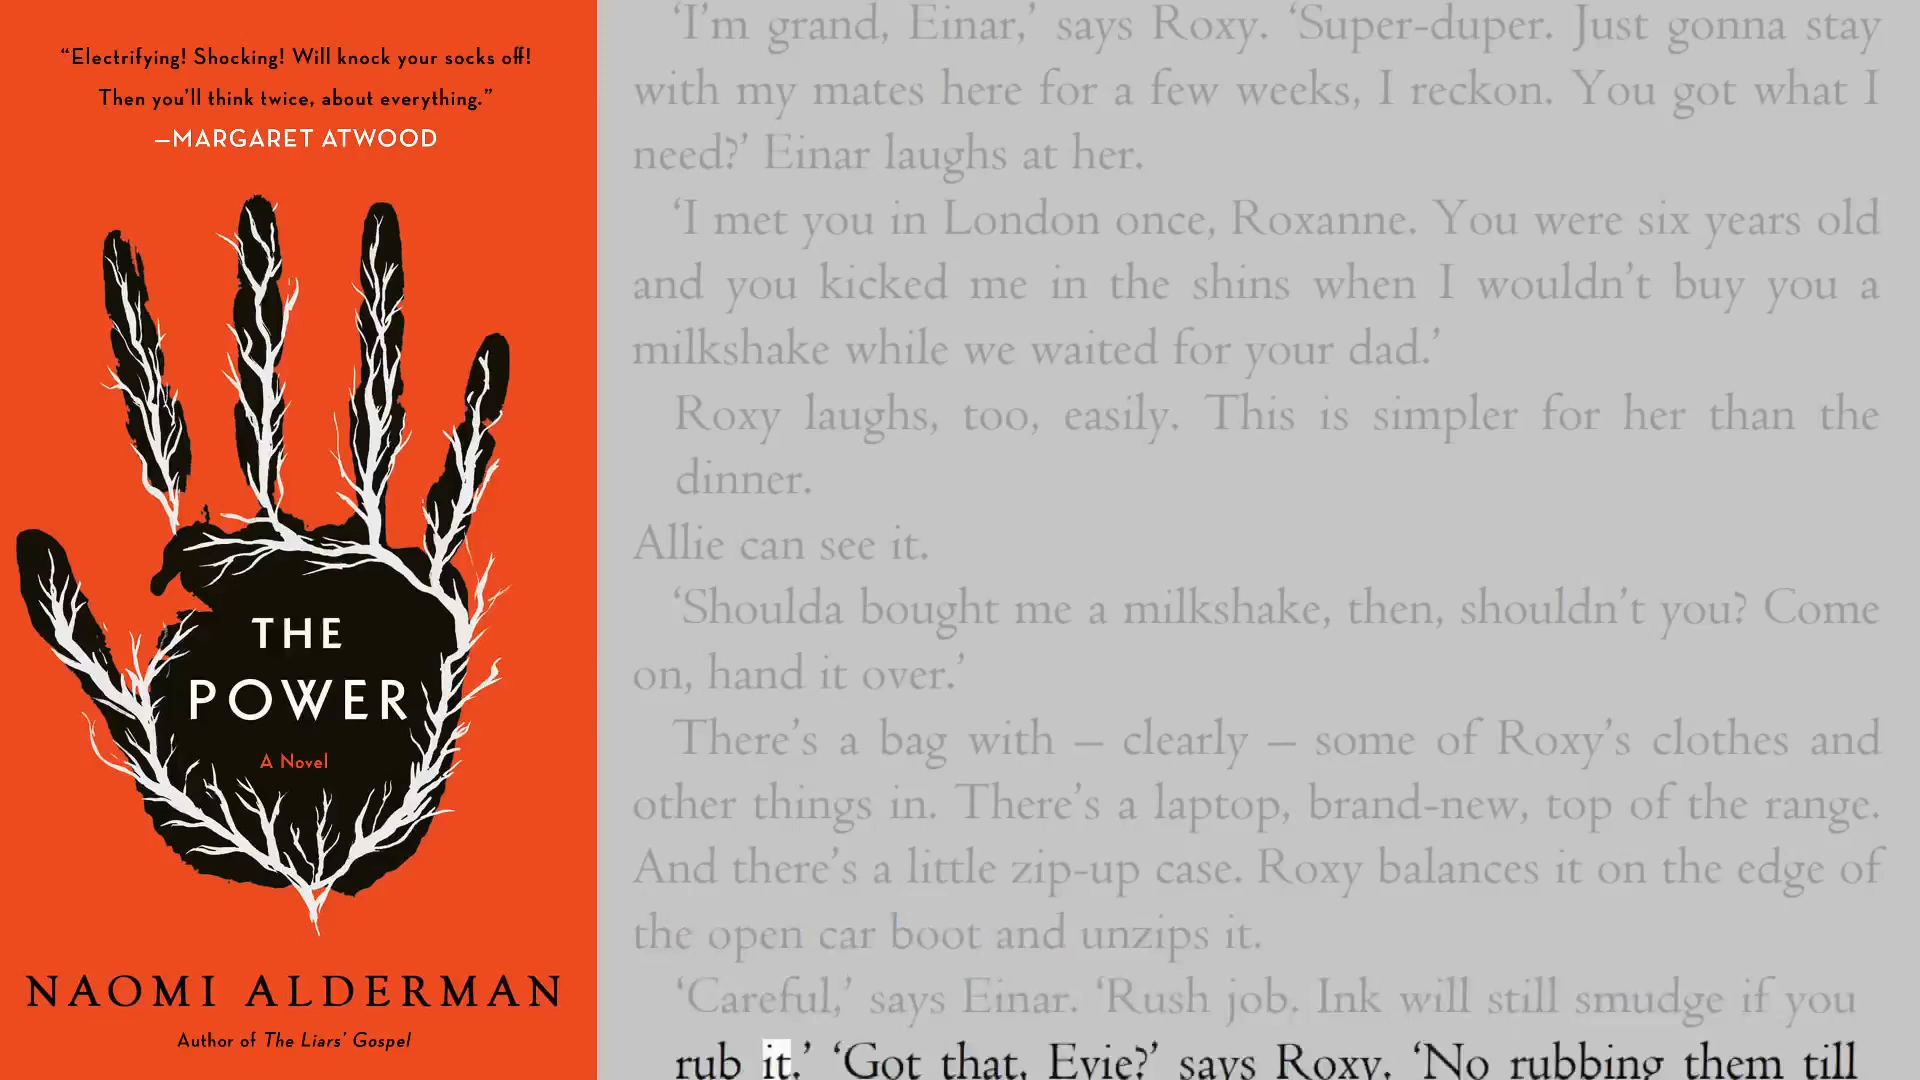 “Electrifying! Shocking! Will knock your socks off!
Then you’ll think twice, about everything.”
—MARGARET ATWOOD
THE
POWER
A Novel
NAOMI ALDERMAN
Author of The Liars’ Gospel
‘I’m grand, Einar,’ says Roxy. ‘Super-duper. Just gonna stay
with my mates here for a few weeks, I reckon. You got what I
need?’ Einar laughs at her.
‘I met you in London once, Roxanne. You were six years old
and you kicked me in the shins when I wouldn’t buy you a
milkshake while we waited for your dad.’
Roxy laughs, too, easily. This is simpler for her than the
dinner.
Allie can see it.
‘Shoulda bought me a milkshake, then, shouldn’t you? Come
on, hand it over.’
There’s a bag with – clearly – some of Roxy’s clothes and
other things in. There’s a laptop, brand-new, top of the range.
And there’s a little zip-up case. Roxy balances it on the edge of
the open car boot and unzips it.
‘Careful,’ says Einar. ‘Rush job. Ink will still smudge if you
rub it.’ ‘Got that, Evie?’ says Roxy. ‘No rubbing them till